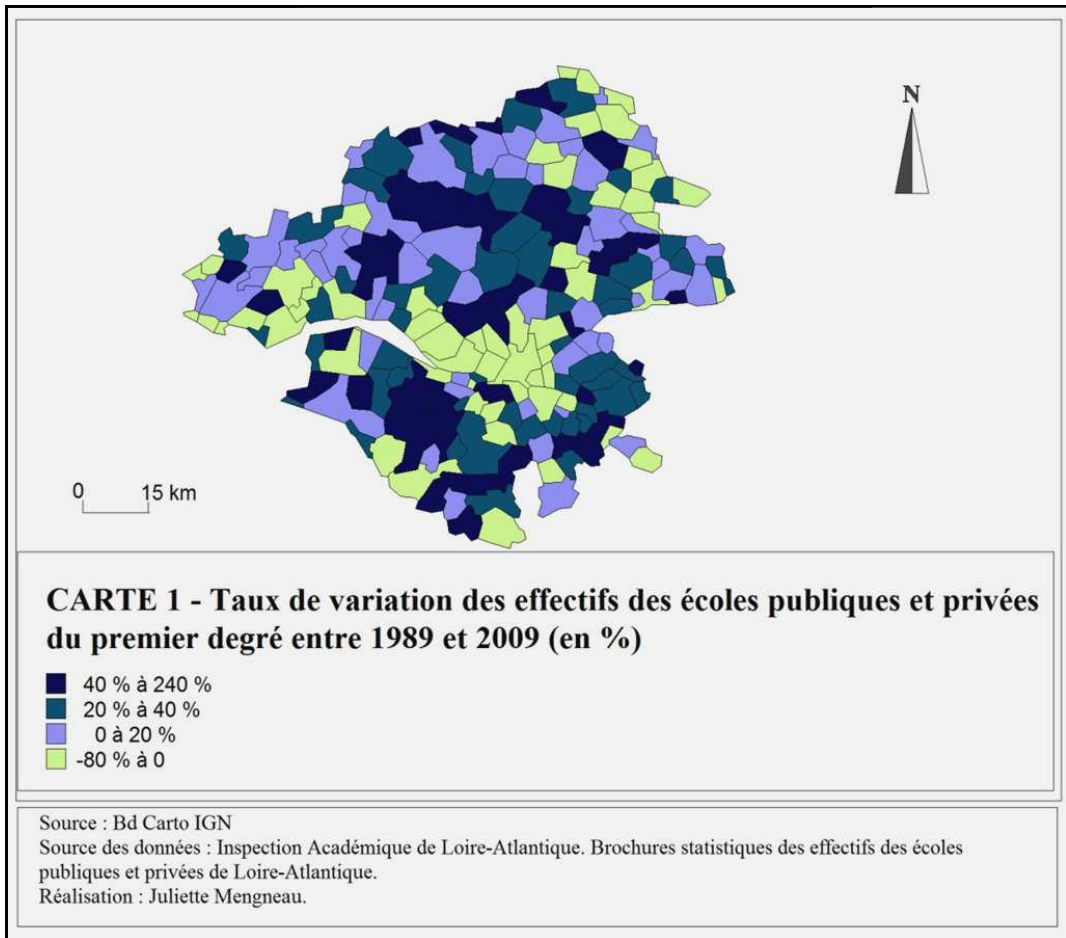 N
0 15 km
CARTE 1 - Taux de variation des effectifs des écoles publiques et privées
du premier degré entre 1989 et 2009 (en %)
40 % à 240 %
20 % à 40 %
0 à 20 %
-80 % à 0
Source : Bd Carto IGN
Source des données : Inspection Académique de Loire-Atlantique. Brochures statistiques des effectifs des écoles
publiques et privées de Loire-Atlantique.
Réalisation : Juliette Mengneau.